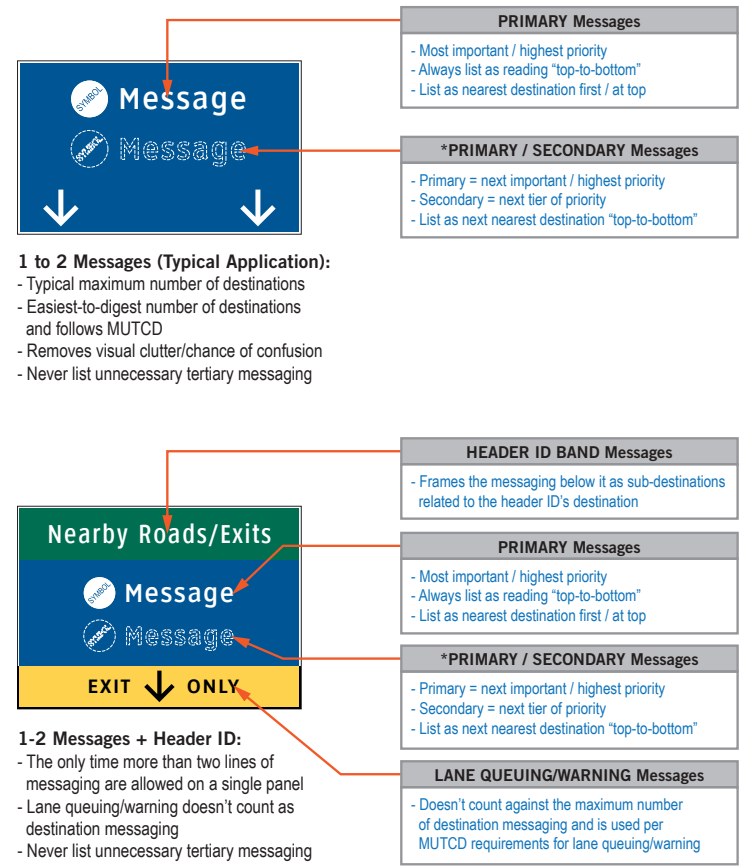 PRIMARY Messages
- Most important / highest priority
- Always list as reading “top-to-bottom”
- List as nearest destination first / at top
SYMBOL Message
SYMBOL Message
*PRIMARY / SECONDARY Messages
- Primary = next important / highest priority
- Secondary = next tier of priority
- List as next nearest destination “top-to-bottom”
1 to 2 Messages (Typical Application):
- Typical maximum number of destinations
- Easiest-to-digest number of destinations
and follows MUTCD
- Removes visual clutter/chance of confusion
- Never list unnecessary tertiary messaging
HEADER ID BAND Messages
- Frames the messaging below it as sub-destinations
related to the header ID’s destination
Nearby Roads/Exits
SYMBOL Message
SYMBOL Message
EXIT ONLY
PRIMARY Messages
- Most important / highest priority
- Always list as reading “top-to-bottom”
- List as nearest destination first / at top
*PRIMARY / SECONDARY Messages
- Primary = next important / highest priority
- Secondary = next tier of priority
- List as next nearest destination “top-to-bottom”
1-2 Messages + Header ID:
- The only time more than two lines of
messaging are allowed on a single panel
- Lane queuing/warning doesn’t count as
destination messaging
- Never list unnecessary tertiary messaging
LANE QUEUING/WARNING Messages
- Doesn’t count against the maximum number
of destination messaging and is used per
MUTCD requirements for lane queuing/warning